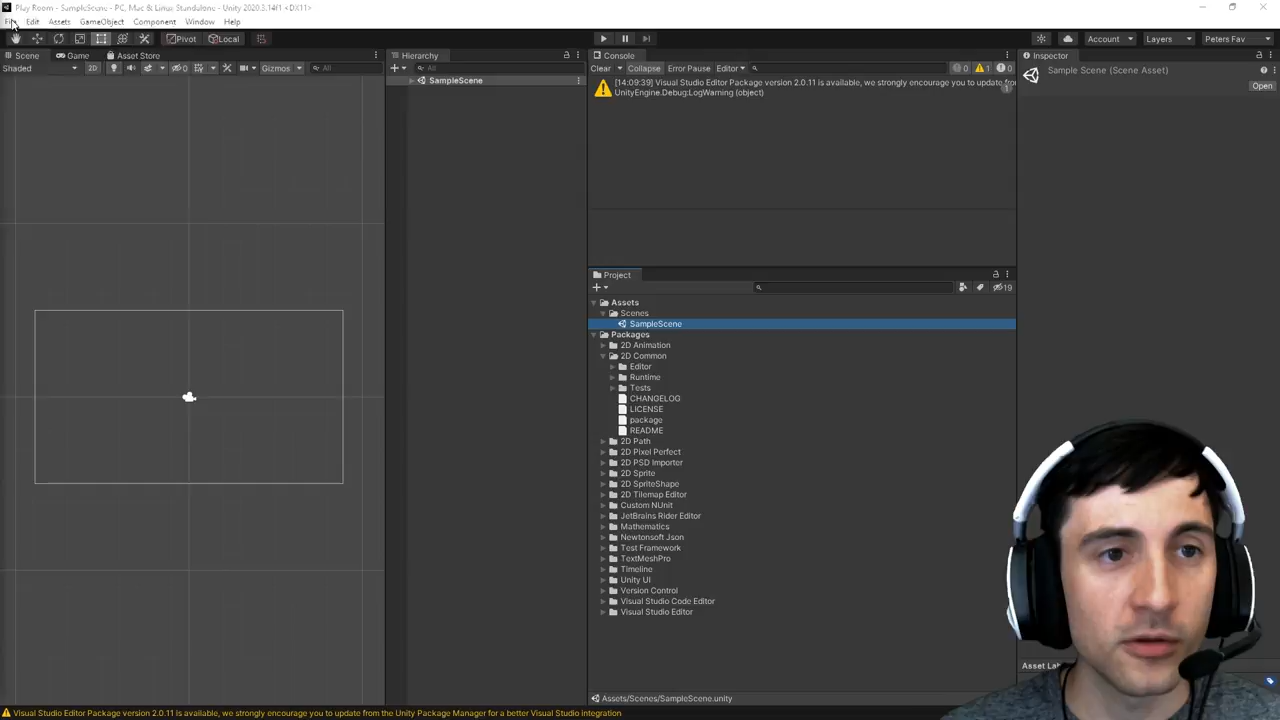 Play Room - SampleScene - PC, Mac & Linux Standalone - Unity 2020.3.14f1 <DX11>
File Edit Assets GameObject Component Window Help
Pivot Local Account Layers Peters Fav
Scene Game Asset Store
Shaded 2D 0 Gizmos All
Hierarchy
All
SampleScene
Console
Clear Collapse Error Pause Editor 0 1 0
[14:09:39] Visual Studio Editor Package version 2.0.11 is available, we strongly encourage you to update from
UnityEngine.Debug:LogWarning (object)
1
Inspector
Sample Scene (Scene Asset)
Open
Project
19
Assets
Scenes
SampleScene
Packages
2D Animation
2D Common
Editor
Runtime
Tests
CHANGELOG
LICENSE
package
README
2D Path
2D Pixel Perfect
2D PSD Importer
2D Sprite
2D SpriteShape
2D Tilemap Editor
Custom NUnit
JetBrains Rider Editor
Mathematics
Newtonsoft Json
Test Framework
TextMeshPro
Timeline
Unity UI
Version Control
Visual Studio Code Editor
Visual Studio Editor
Asset Lab
Assets/Scenes/SampleScene.unity
Visual Studio Editor Package version 2.0.11 is available, we strongly encourage you to update from the Unity Package Manager for a better Visual Studio integration